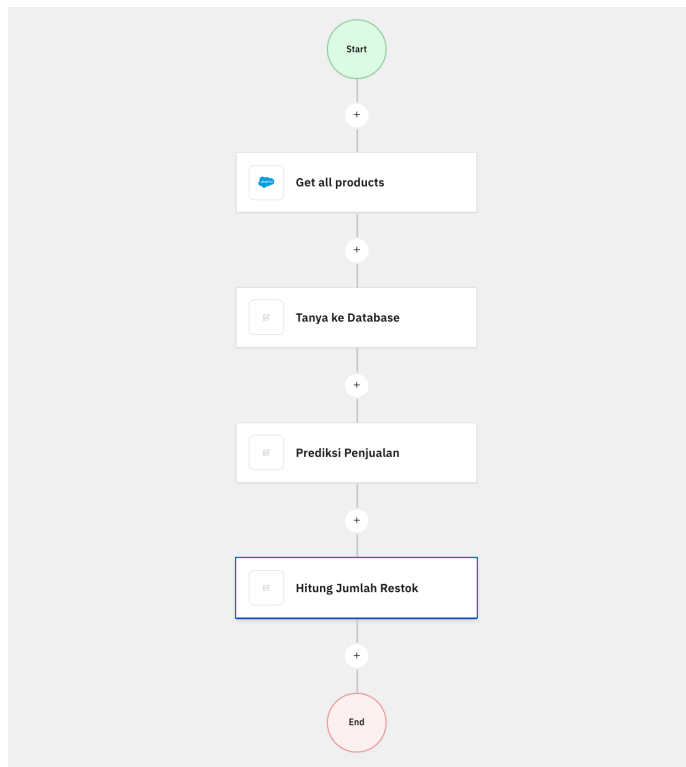 Start
+
Get all products
+
Tanya ke Database
+
Prediksi Penjualan
+
Hitung Jumlah Restok
+
End